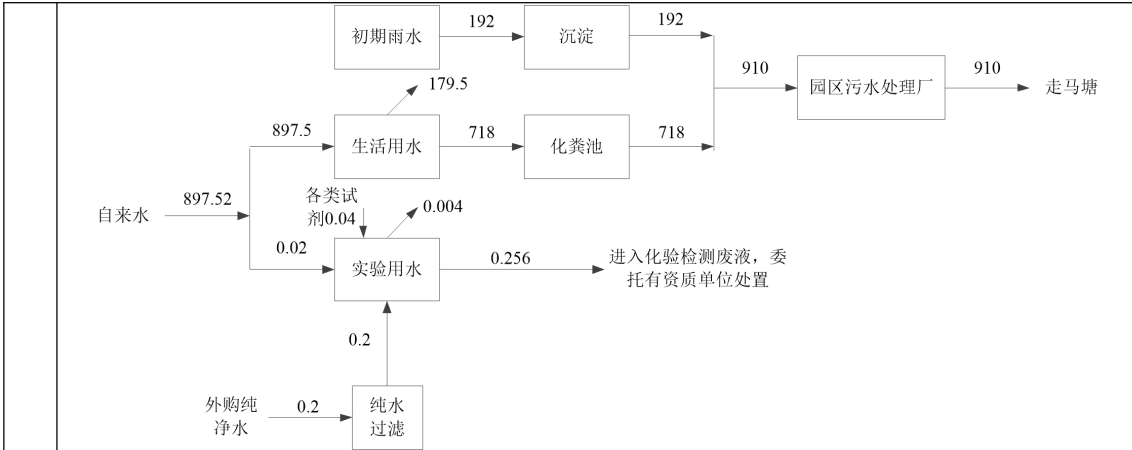 192
192
初期雨水
沉淀
910
910
园区污水处理厂
走马塘
179.5
897.5
718
718
生活用水
化粪池
897.52
自来水
各类试
剂0.04
0.004
0.02
实验用水
0.256
进入化验检测废液，委
托有资质单位处置
0.2
外购纯
净水
0.2
纯水
过滤